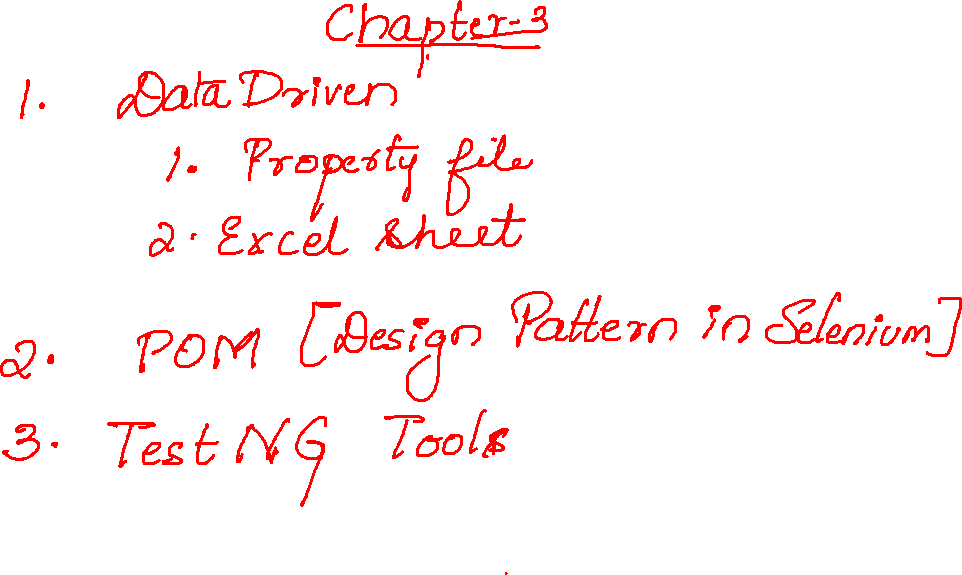 Chapter-3
1. Data Driven
1. Property file
2. Excel sheet
2. POM [Design Pattern in Selenium]
3. TestNG Tools